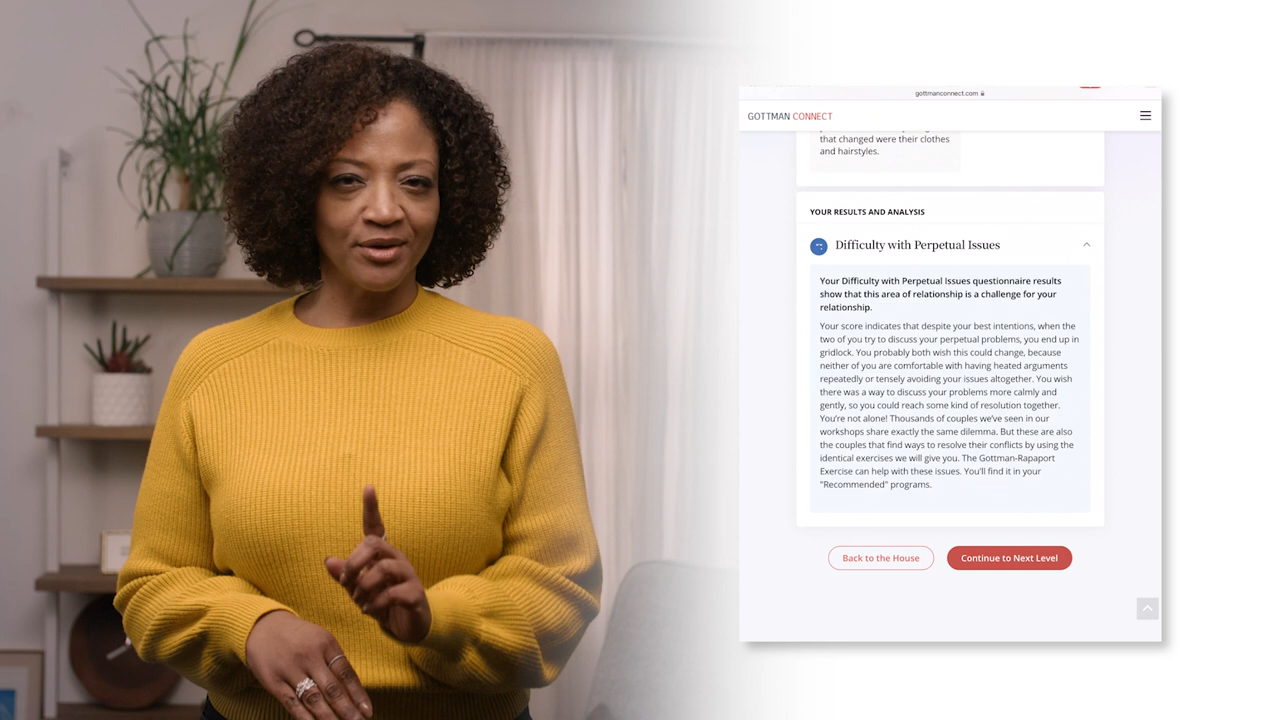 gottmanconnect.com
GOTTMAN CONNECT
that changed were their clothes
and hairstyles.
YOUR RESULTS AND ANALYSIS
Difficulty with Perpetual Issues
Your Difficulty with Perpetual Issues questionnaire results
show that this area of relationship is a challenge for your
relationship.
Your score indicates that despite your best intentions, when the
two of you try to discuss your perpetual problems, you end up in
gridlock. You probably both wish this could change, because
neither of you are comfortable with having heated arguments
repeatedly or tensely avoiding your issues altogether. You wish
there was a way to discuss your problems more calmly and
gently, so you could reach some kind of resolution together.
You're not alone! Thousands of couples we've seen in our
workshops share exactly the same dilemma. But these are also
the couples that find ways to resolve their conflicts by using the
identical exercises we will give you. The Gottman-Rapaport
Exercise can help with these issues. You'll find it in your
"Recommended" programs.
Back to the House
Continue to Next Level